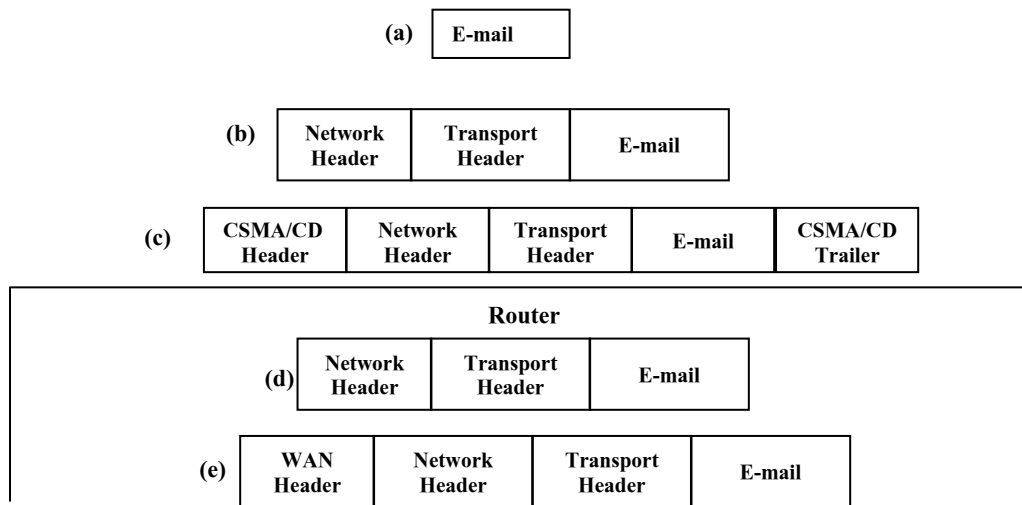 (a) E-mail
(b) Network Header Transport Header E-mail
(c) CSMA/CD Header Network Header Transport Header E-mail CSMA/CD Trailer
Router
(d) Network Header Transport Header E-mail
(e) WAN Header Network Header Transport Header E-mail